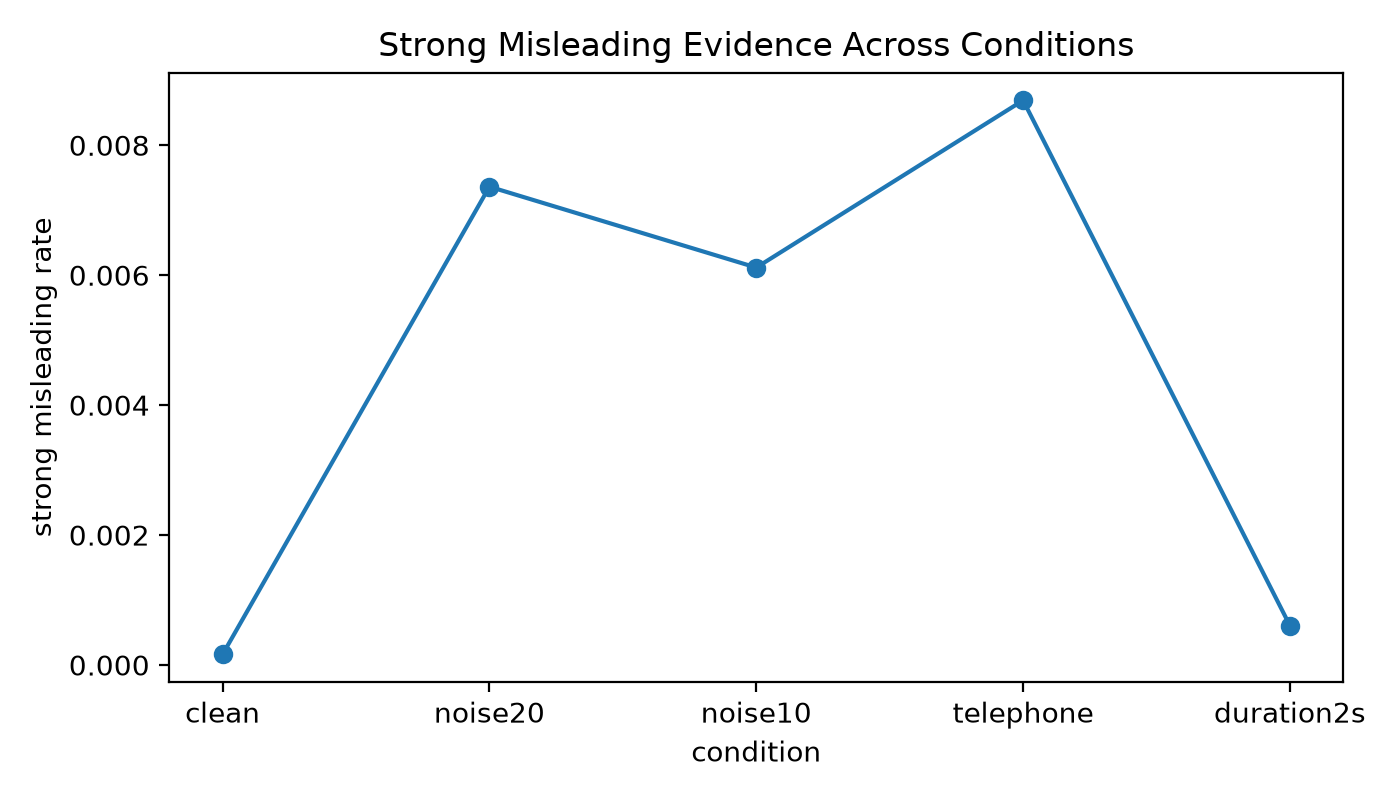 Strong Misleading Evidence Across Conditions
strong misleading rate
0.008
0.006
0.004
0.002
0.000
clean noise20 noise10 telephone duration2s
condition